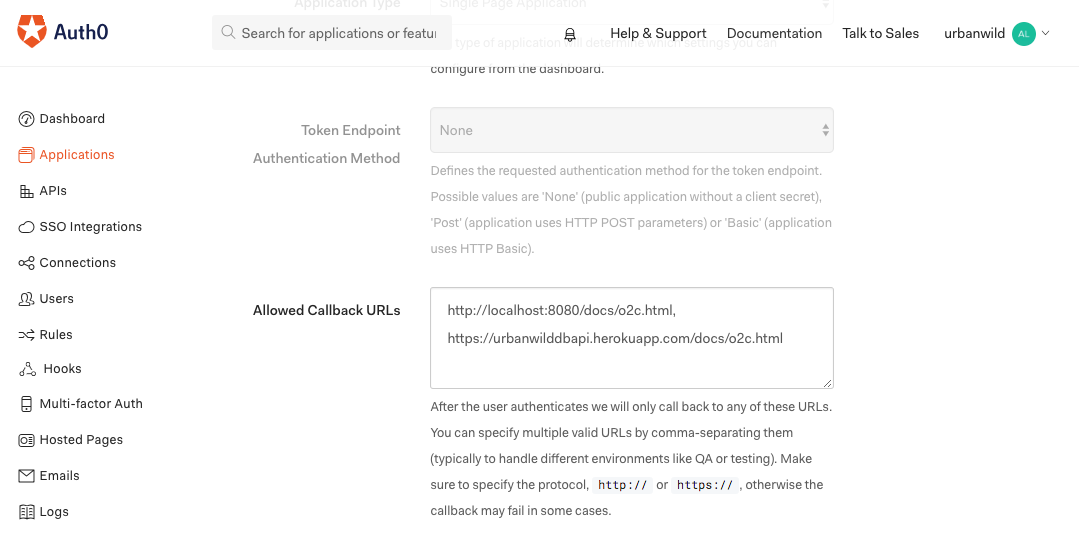 Application Type
Single Page Application
Auth0
Search for applications or featu
Help & Support
Documentation
Talk to Sales
urbanwild
AL
type of application will determine which settings you can
configure from the dashboard.
Dashboard
Applications
APIs
SSO Integrations
Connections
Users
Rules
Hooks
Multi-factor Auth
Hosted Pages
Emails
Logs
Token Endpoint
Authentication Method
None
Defines the requested authentication method for the token endpoint.
Possible values are 'None' (public application without a client secret),
'Post' (application uses HTTP POST parameters) or 'Basic' (application
uses HTTP Basic).
Allowed Callback URLs
http://localhost:8080/docs/o2c.html,
https://urbanwilddbapi.herokuapp.com/docs/o2c.html
After the user authenticates we will only call back to any of these URLs.
You can specify multiple valid URLs by comma-separating them
(typically to handle different environments like QA or testing). Make
sure to specify the protocol, http:// or https:// , otherwise the
callback may fail in some cases.